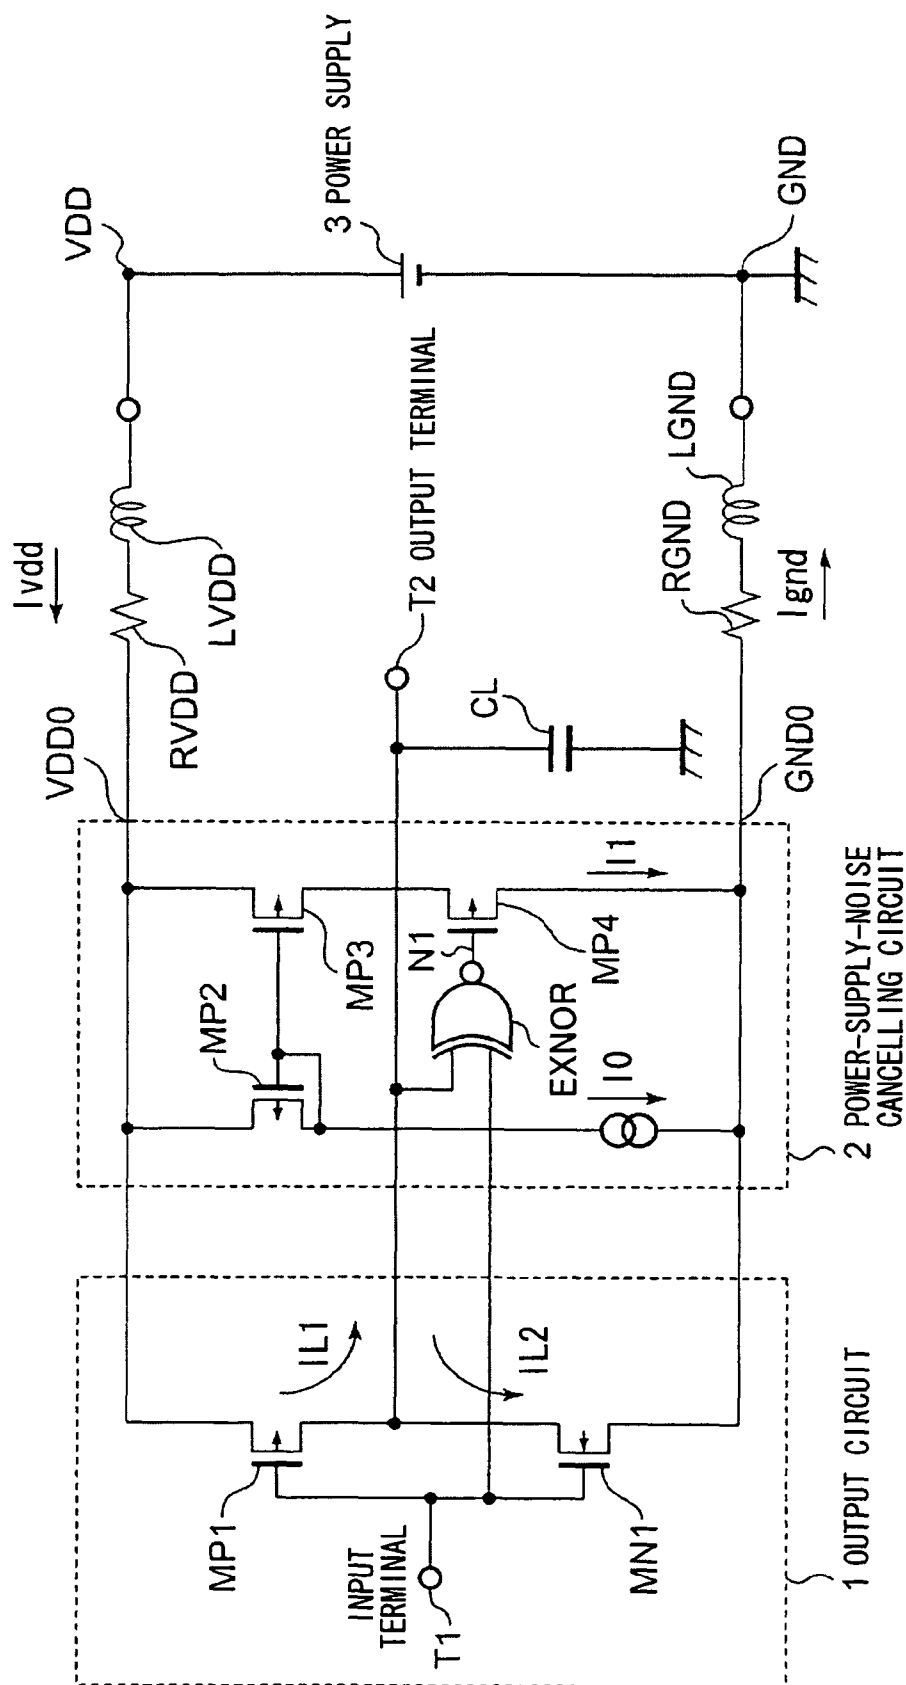 VDD
3 POWER SUPPLY
GND
Ivdd
LVDD
RVDD
VDD0
T2 OUTPUT TERMINAL
CL
LGND
RGND
Ignd
GND0
MP2
MP3
N1
MP4
EXNOR
I0
I1
2 POWER-SUPPLY-NOISE
CANCELLING CIRCUIT
IL1
IL2
MP1
INPUT
TERMINAL
T1
MN1
1 OUTPUT CIRCUIT